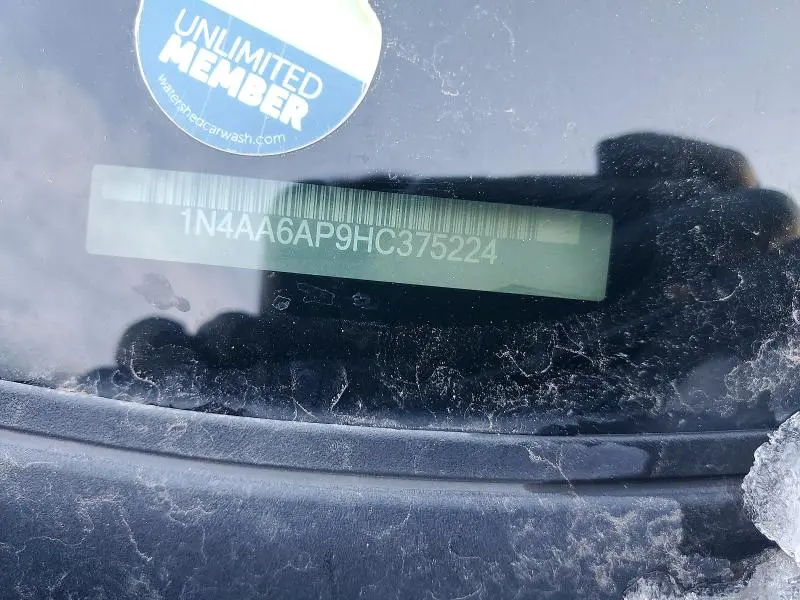 UNLIMITED
MEMBER
watershedcarwash.com
1N4AA6AP9HC375224